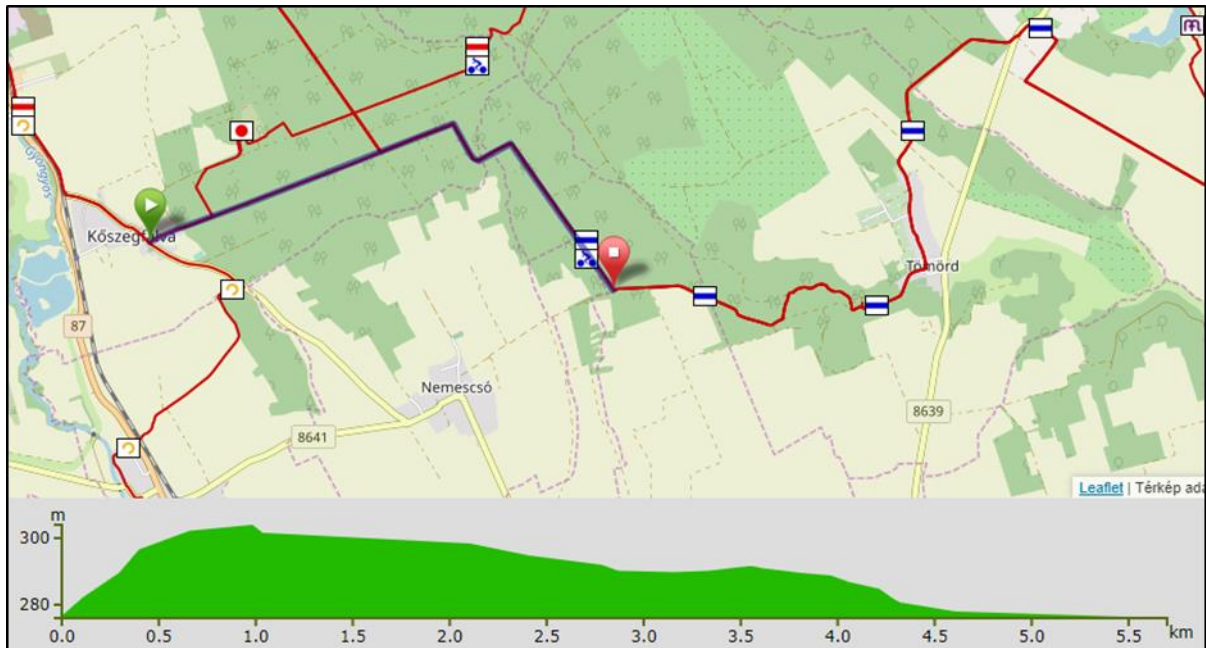 Gyöngyös
Kőszegfalva
87
Tömörd
Nemescsó
8639
8641
Leaflet | Térkép ada
m
300
280
0.0 0.5 1.0 1.5 2.0 2.5 3.0 3.5 4.0 4.5 5.0 5.5 km